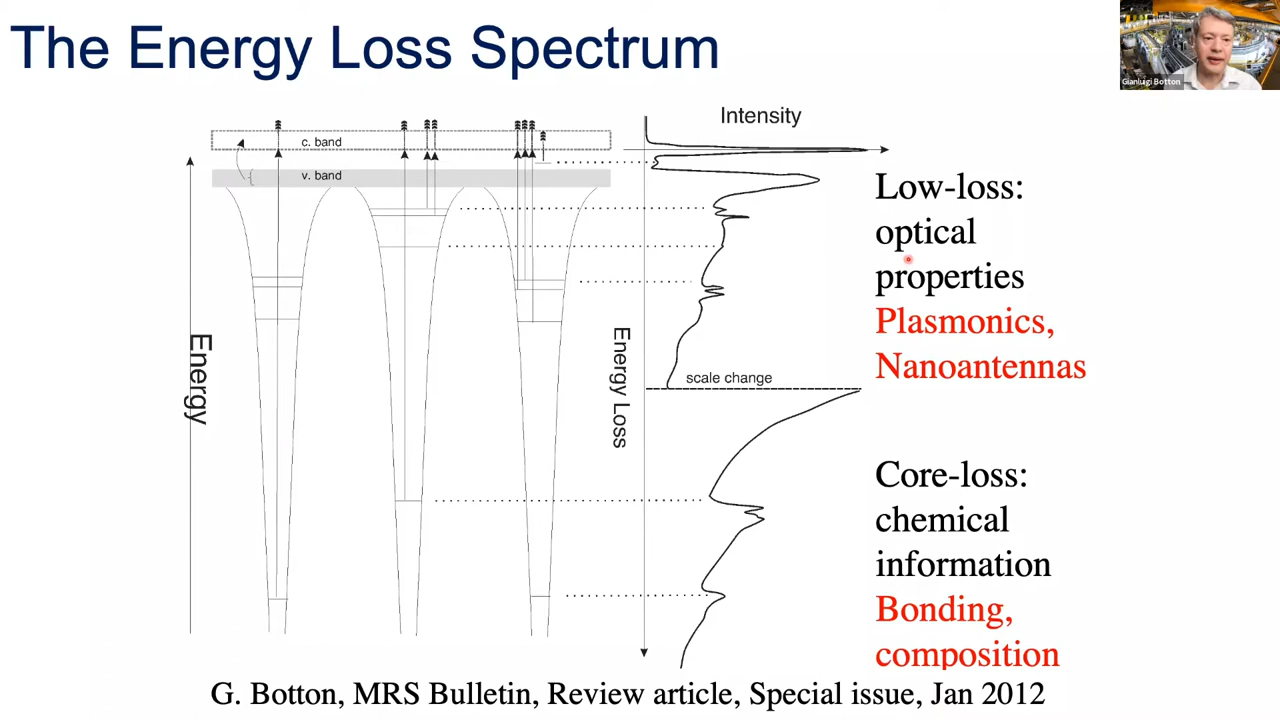 The Energy Loss Spectrum
Gianluigi Botton
Intensity
c. band
v. band
Low-loss:
optical
properties
Plasmonics,
Nanoantennas
Energy
Energy Loss
scale change
Core-loss:
chemical
information
Bonding,
composition
G. Botton, MRS Bulletin, Review article, Special issue, Jan 2012